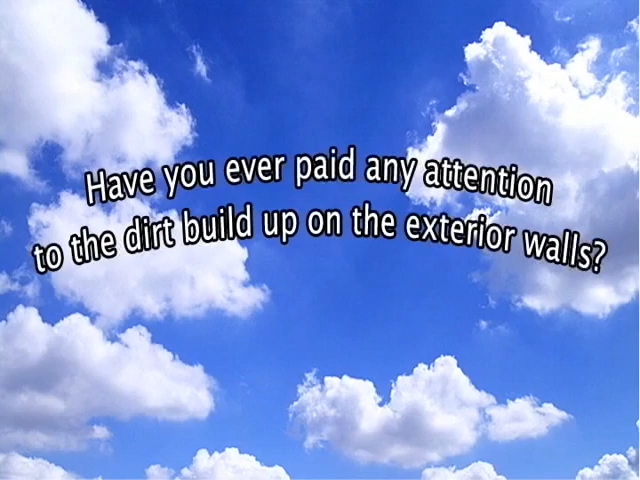 Have you ever paid any attention
to the dirt build up on the exterior walls?